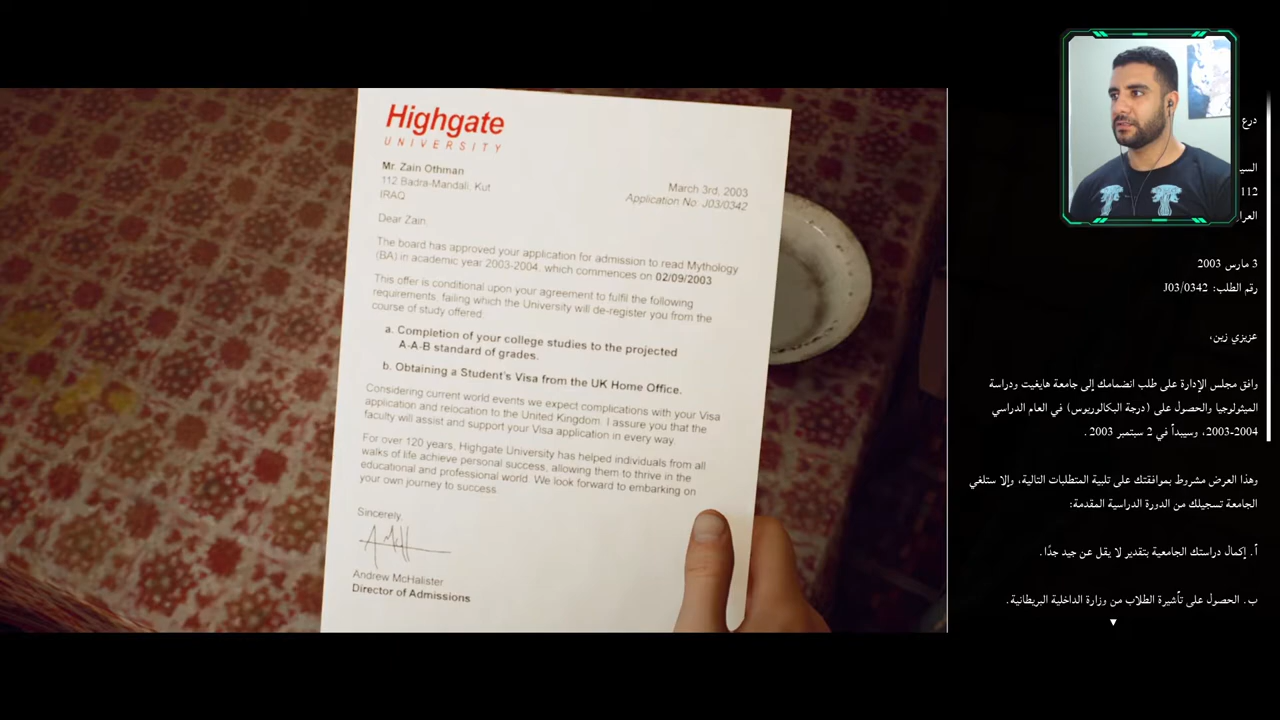 Highgate
UNIVERSITY
Mr. Zain Othman
112 Badra-Mandali, Kut
IRAQ
March 3rd, 2003
Application No. J03/0342
Dear Zain,
The board has approved your application for admission to read Mythology
(BA) in academic year 2003-2004, which commences on 02/09/2003
This offer is conditional upon your agreement to fulfil the following
requirements, failing which the University will de-register you from the
course of study offered:
a. Completion of your college studies to the projected
A-A-B standard of grades.
b. Obtaining a Student's Visa from the UK Home Office.
Considering current world events we expect complications with your Visa
application and relocation to the United Kingdom. I assure you that the
faculty will assist and support your Visa application in every way.
For over 120 years, Highgate University has helped individuals from all
walks of life achieve personal success, allowing them to thrive in the
educational and professional world. We look forward to embarking on
your own journey to success.
Sincerely,
Andrew McHalister
Director of Admissions
درع
السيد
112
العرا
3 مارس 2003
رقم الطلب: J03/0342
عزيزي زين،
وافق مجلس الإدارة على طلب انضمامك إلى جامعة هايغيت ودراسة
الميثولوجيا والحصول على (درجة البكالوريوس) في العام الدراسي
2003-2004، وسيبدأ في 2 سبتمبر 2003.
وهذا العرض مشروط بموافقتك على تلبية المتطلبات التالية، وإلا ستلغي
الجامعة تسجيلك من الدورة الدراسية المقدمة:
أ. إكمال دراستك الجامعية بتقدير لا يقل عن جيد جدًا.
ب. الحصول على تأشيرة الطلاب من وزارة الداخلية البريطانية.